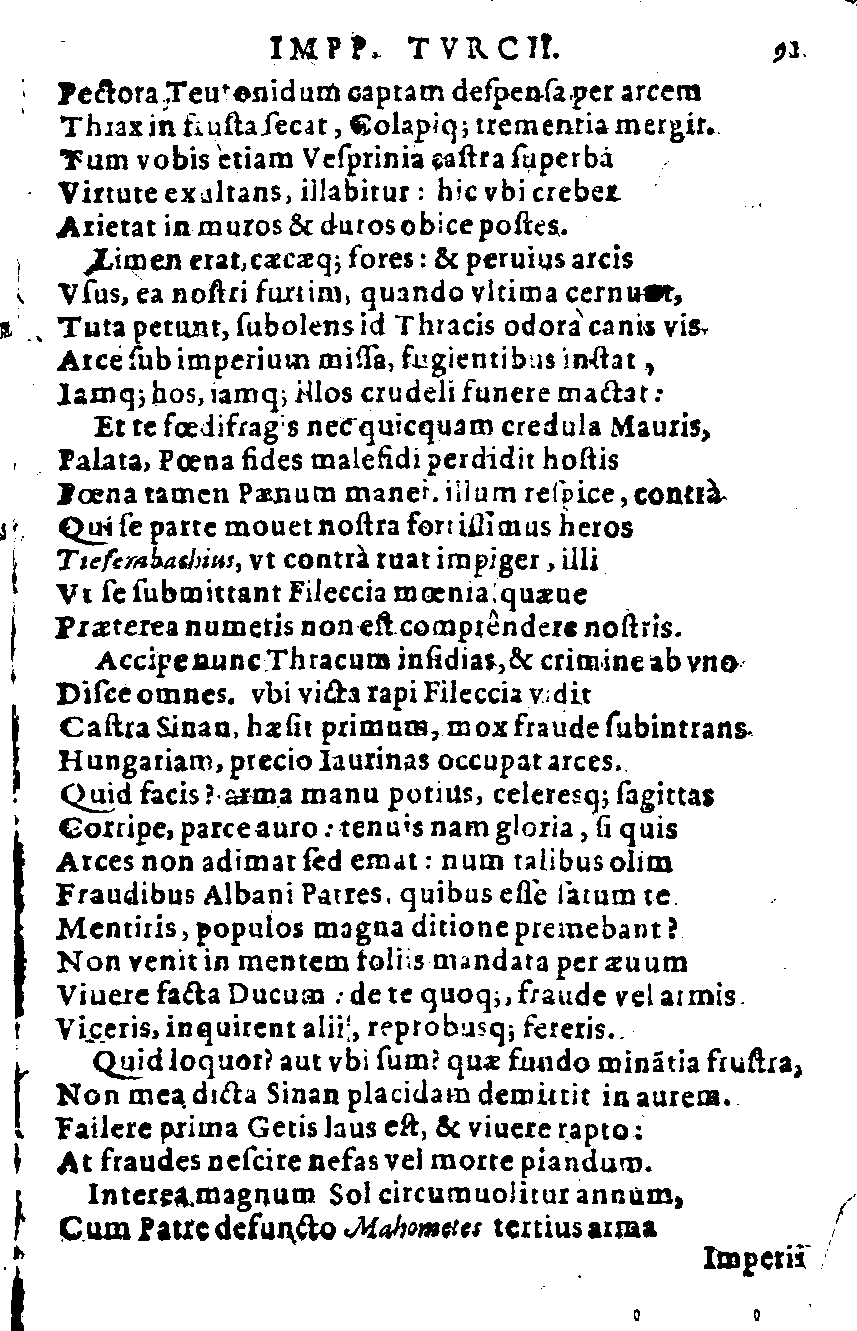 IMPP. TVRCII. 92.
Pectora Teutonidum captam despensa per arcem
Thrax in frusta secat, Colapiq; trementia mergit.
Tum vobis etiam Vesprinia castra superbâ
Virtute exultans, illabitur: hic vbi creber
Arietat in muros & duros obice postes.
Limen erat, cæcæq; fores: & peruius arcis
Vsus, ea nostri furtim, quando vltima cernunt,
Tuta petunt, subolens id Thracis odora canis vis.
Arce sub imperium missa, fugientibus instat,
Iamq; hos, iamq; illos crudeli funere mactat:
Et te fœdifragis nec quicquam credula Mauris,
Palata, Pœna fides malefidi perdidit hostis
Pœna tamen Pænum manet. illum respice, contrà
Qui se parte mouet nostra fortissimus heros
Tiefembachius, vt contrà ruat impiger, illi
Vt se submittant Fileccia mœnia, quæue
Præterea numeris non est comprêndere nostris.
Accipe nunc Thracum insidias, & crimine ab vno
Disce omnes. vbi victa rapi Fileccia vidit
Castra Sinan, hæsit primum, mox fraude subintrans
Hungariam, precio Iaurinas occupat arces.
Quid facis? arma manu potius, celeresq; sagittas
Corripe, parce auro: tenuis nam gloria, si quis
Arces non adimat sed emat: num talibus olim
Fraudibus Albani Patres, quibus esse satum te
Mentiris, populos magna ditione premebant?
Non venit in mentem foliis mandata per æuum
Viuere facta Ducum: de te quoq;, fraude vel armis
Viceris, inquirent alii, reprobusq; fereris.
Quid loquor? aut vbi sum? quæ fundo minātia frustra,
Non mea dicta Sinan placidam demittit in aurem.
Failere prima Getis laus est, & viuere rapto:
At fraudes nescire nefas vel morte piandum.
Interea magnum Sol circumuolitur annum,
Cum Patre defuncto Mahometes tertius arma
Imperii